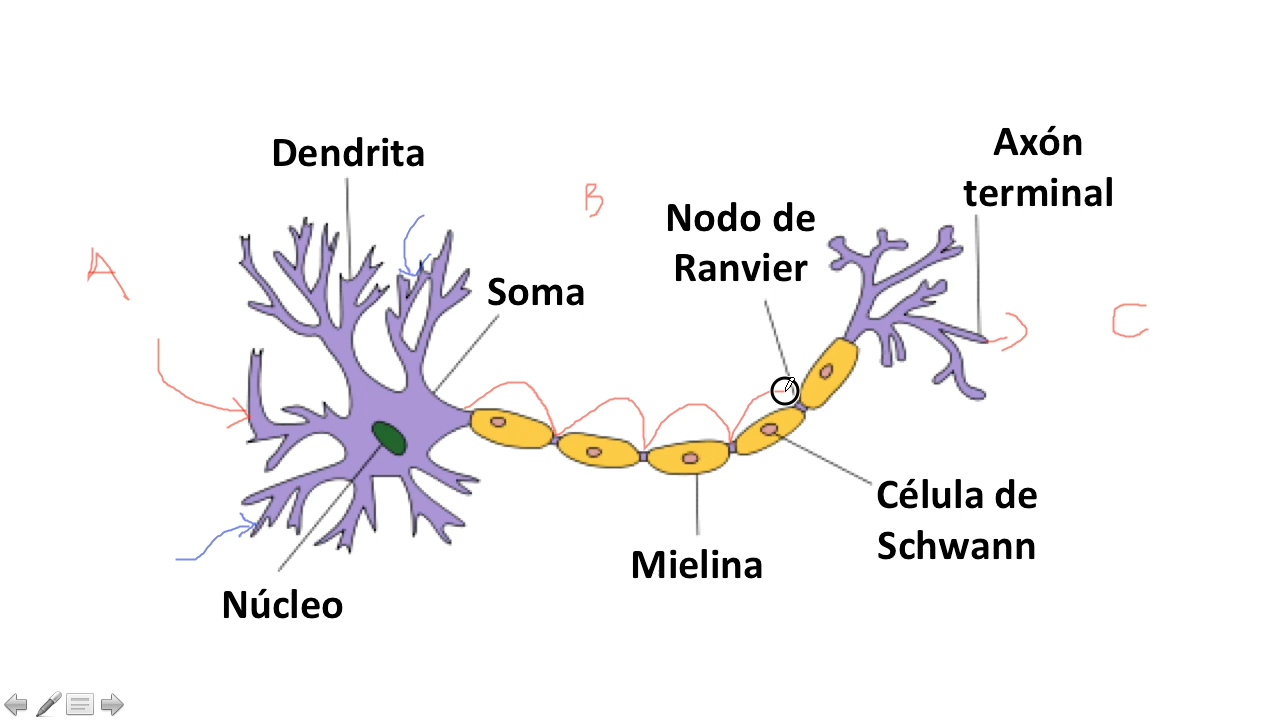 Dendrita
Axón
terminal
B
Nodo de
Ranvier
A
Soma
C
Célula de
Schwann
Mielina
Núcleo